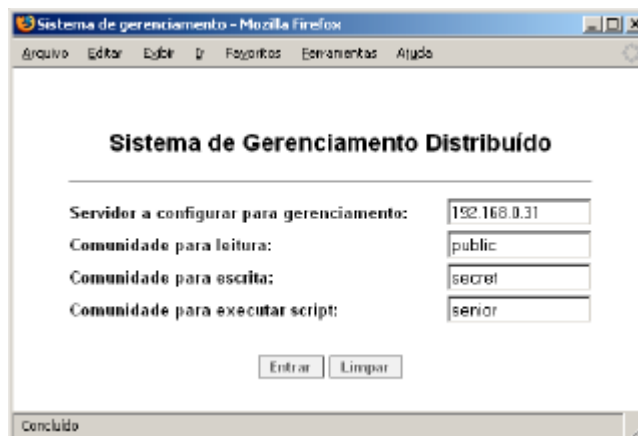 Sistema de gerenciamento - Mozilla Firefox
Arquivo Editar Exibir Ir Favoritos Ferramentas Ajuda
Sistema de Gerenciamento Distribuído
Servidor a configurar para gerenciamento: 192.168.0.31
Comunidade para leitura: public
Comunidade para escrita: secret
Comunidade para executar script: senior
Entrar Limpar
Concluído